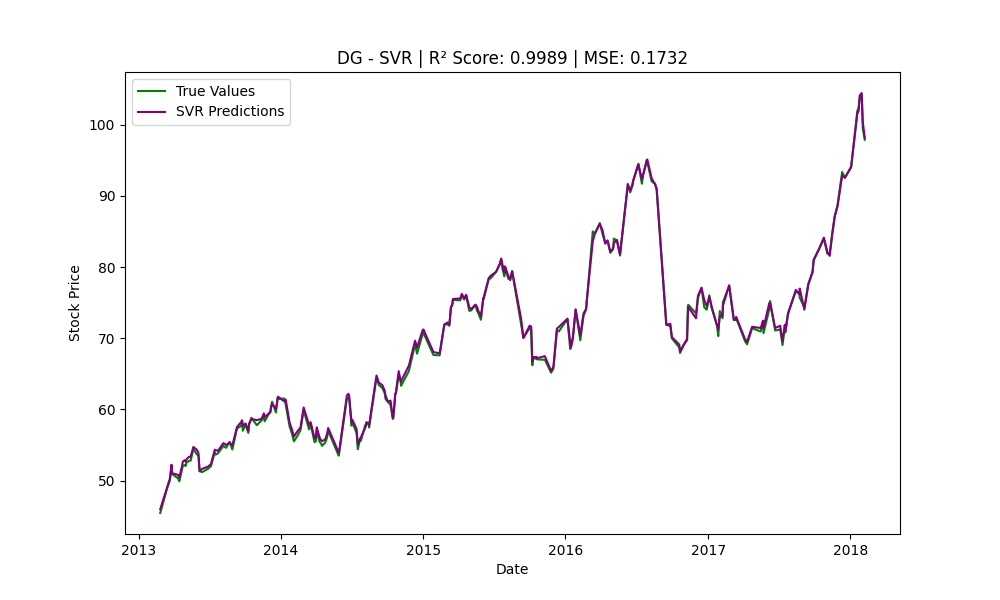 DG - SVR | R² Score: 0.9989 | MSE: 0.1732
True Values
SVR Predictions
Stock Price
100
90
80
70
60
50
2013 2014 2015 2016 2017 2018
Date